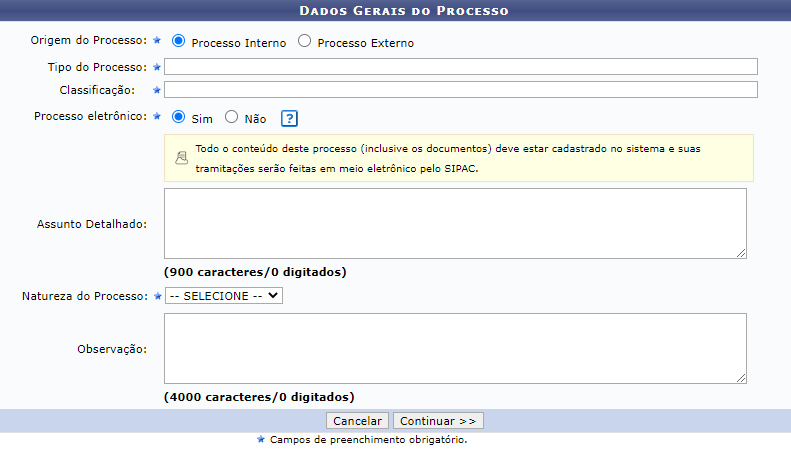 Dados Gerais do Processo
Origem do Processo: Processo Interno Processo Externo
Tipo do Processo:
Classificação:
Processo eletrônico: Sim Não ?
Todo o conteúdo deste processo (inclusive os documentos) deve estar cadastrado no sistema e suas
tramitações serão feitas em meio eletrônico pelo SIPAC.
Assunto Detalhado:
(900 caracteres/0 digitados)
Natureza do Processo: -- SELECIONE --
Observação:
(4000 caracteres/0 digitados)
Cancelar Continuar >>
Campos de preenchimento obrigatório.